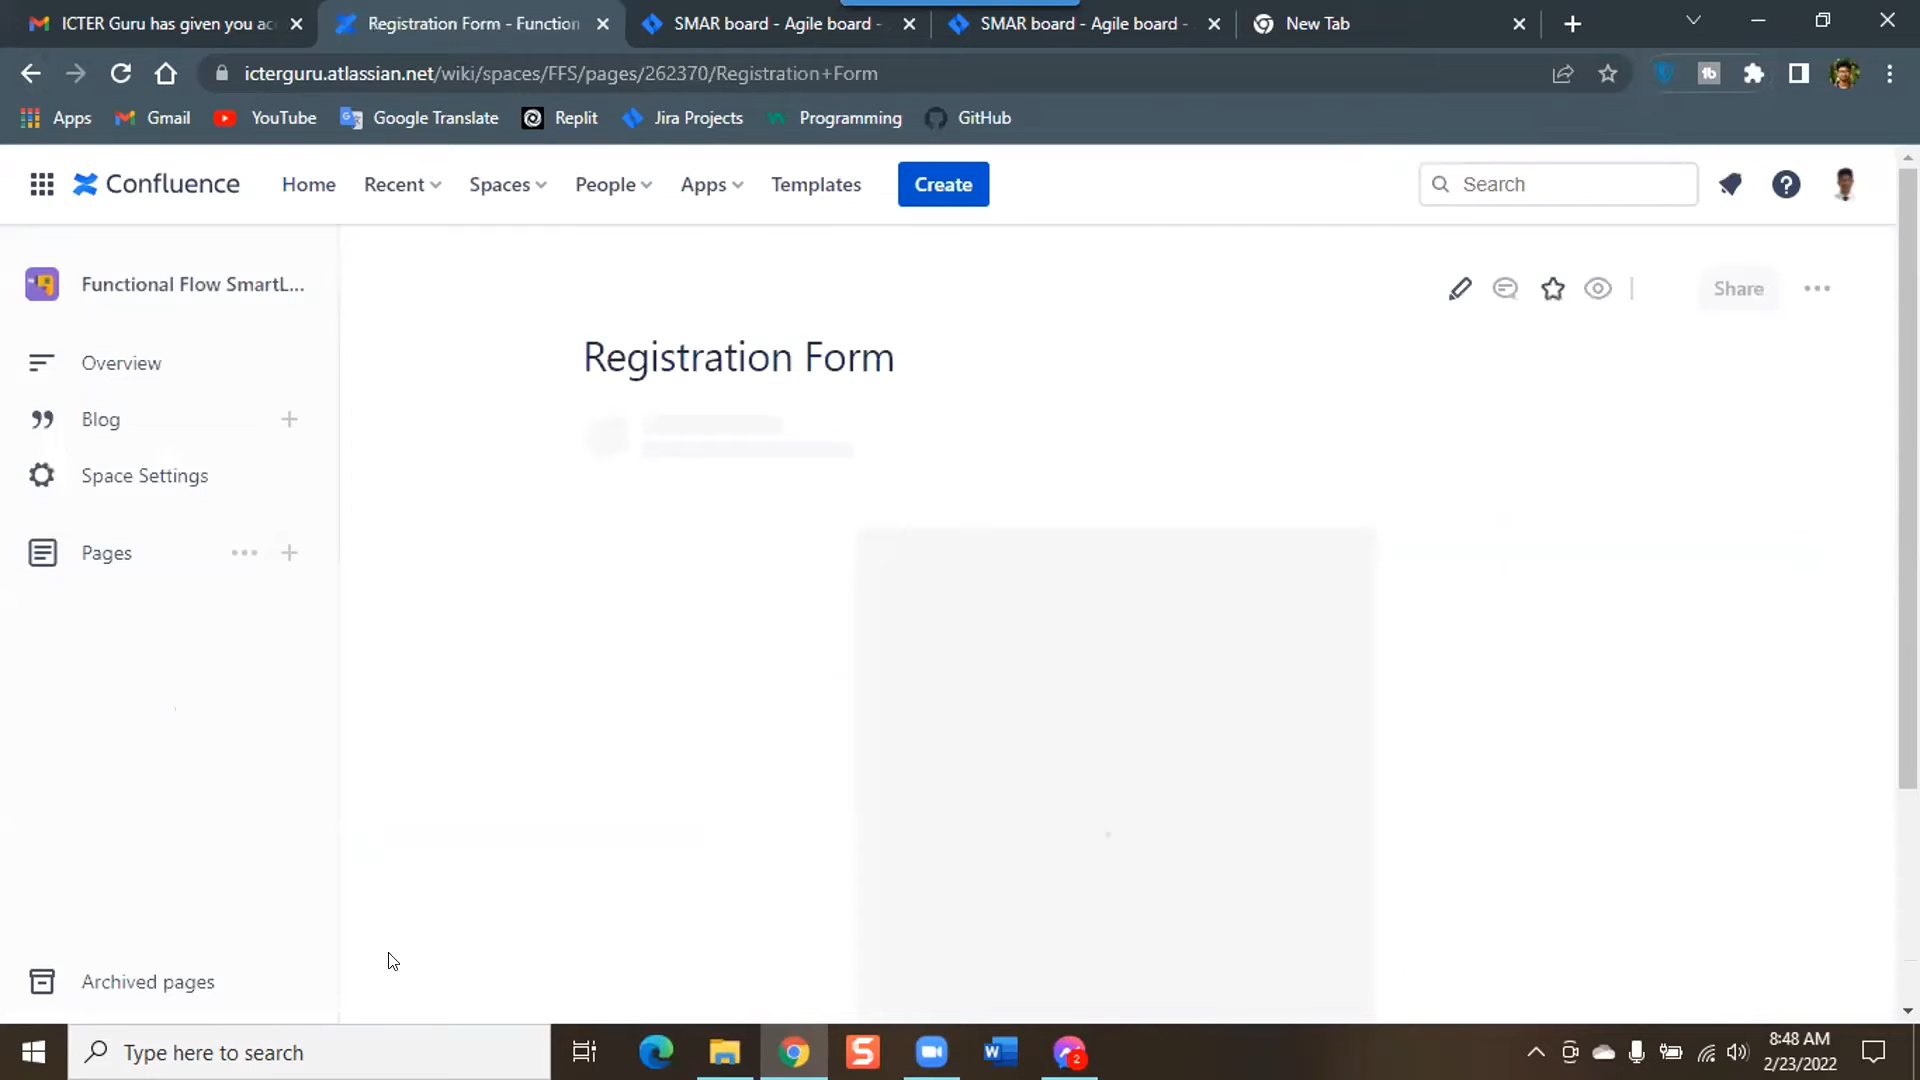 ICTER Guru has given you acc
Registration Form - Function
SMAR board - Agile board -
SMAR board - Agile board -
New Tab
icterguru.atlassian.net/wiki/spaces/FFS/pages/262370/Registration+Form
Apps
Gmail
YouTube
Google Translate
Replit
Jira Projects
Programming
GitHub
Confluence
Home
Recent
Spaces
People
Apps
Templates
Create
Search
Functional Flow SmartL...
Share
Registration Form
Overview
Blog
Space Settings
Pages
Archived pages
Type here to search
2
8:48 AM
2/23/2022